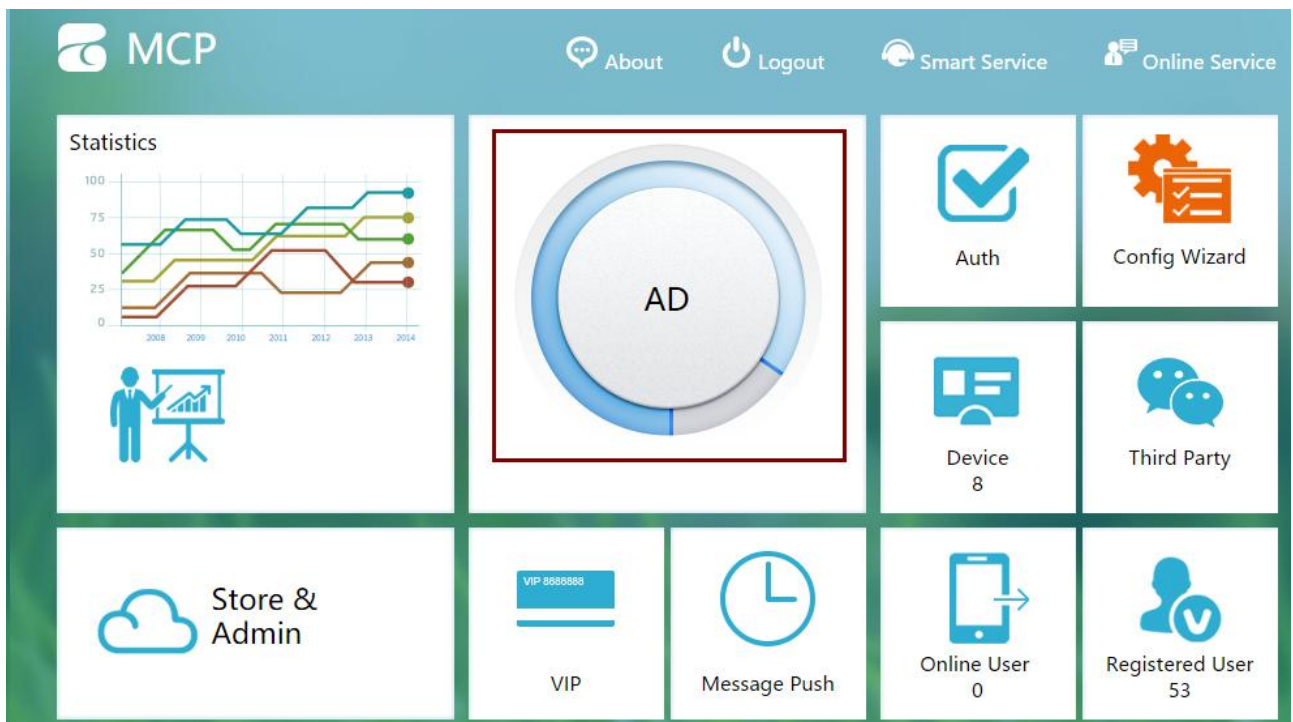 MCP
About
Logout
Smart Service
Online Service
Statistics
100
75
50
25
0
2008 2009 2010 2011 2012 2013 2014
AD
Auth
Config Wizard
Device
8
Third Party
Store &
Admin
VIP 8888888
VIP
Message Push
Online User
0
Registered User
53